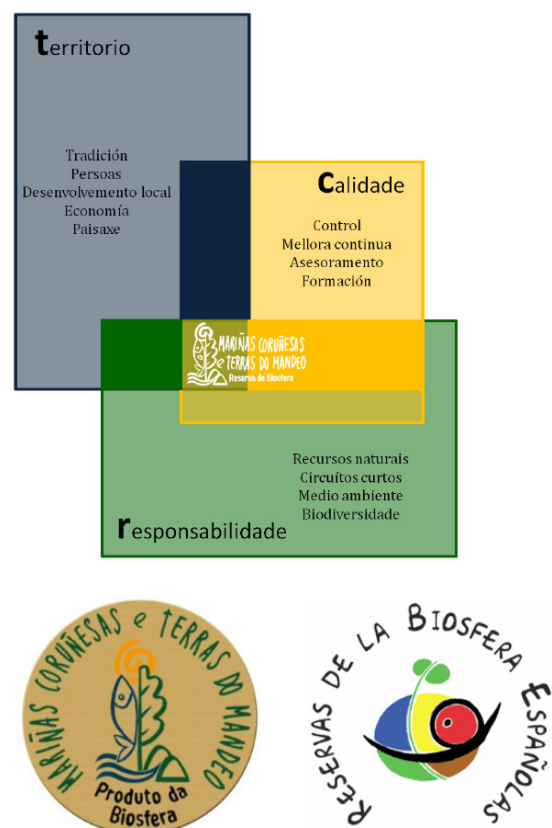 territorio
Tradición
Persoas
Desenvolvemento local
Economía
Paisaxe
Calidade
Control
Mellora continua
Asesoramento
Formación
MARIÑAS CORUÑESAS
e TERRAS DO MANDEO
Reserva de Biosfera
Recursos naturais
Circuítos curtos
Medio ambiente
Biodiversidade
responsabilidade
MARIÑAS CORUÑESAS e TERRAS DO MANDEO
Produto da
Biosfera
RESERVAS DE LA BIOSFERA ESPAÑOLAS